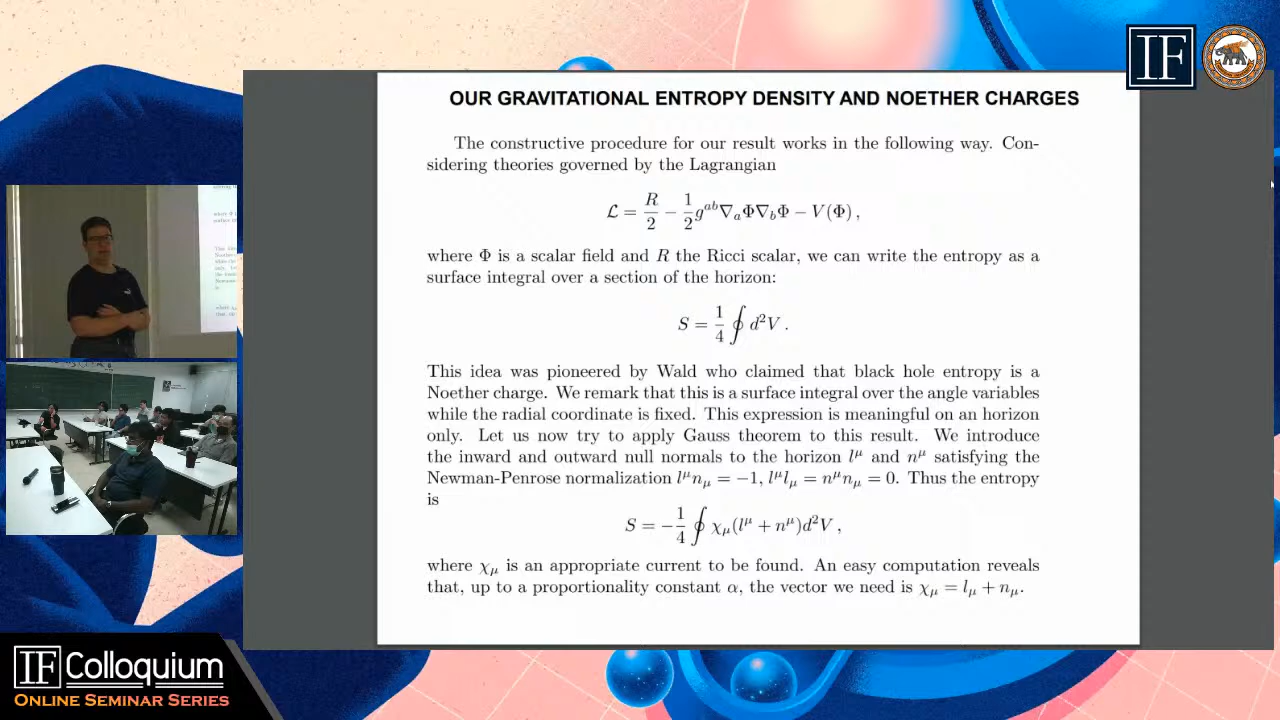 IF
OUR GRAVITATIONAL ENTROPY DENSITY AND NOETHER CHARGES
The constructive procedure for our result works in the following way. Con-
sidering theories governed by the Lagrangian
ℒ = R/2 − 1/2 g^{ab}∇_aΦ∇_bΦ − V(Φ),
where Φ is a scalar field and R the Ricci scalar, we can write the entropy as a
surface integral over a section of the horizon:
S = 1/4 ∮ d²V.
This idea was pioneered by Wald who claimed that black hole entropy is a
Noether charge. We remark that this is a surface integral over the angle variables
while the radial coordinate is fixed. This expression is meaningful on an horizon
only. Let us now try to apply Gauss theorem to this result. We introduce
the inward and outward null normals to the horizon l^μ and n^μ satisfying the
Newman-Penrose normalization l^μ n_μ = −1, l^μ l_μ = n^μ n_μ = 0. Thus the entropy
is
S = −1/4 ∮ χ_μ(l^μ + n^μ)d²V,
where χ_μ is an appropriate current to be found. An easy computation reveals
that, up to a proportionality constant α, the vector we need is χ_μ = l_μ + n_μ.
IF Colloquium
ONLINE SEMINAR SERIES